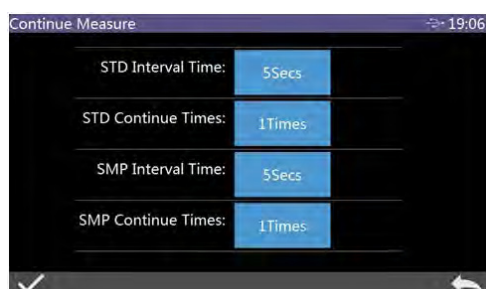 Continue Measure 19:06
STD Interval Time: 5Secs
STD Continue Times: 1Times
SMP Interval Time: 5Secs
SMP Continue Times: 1Times